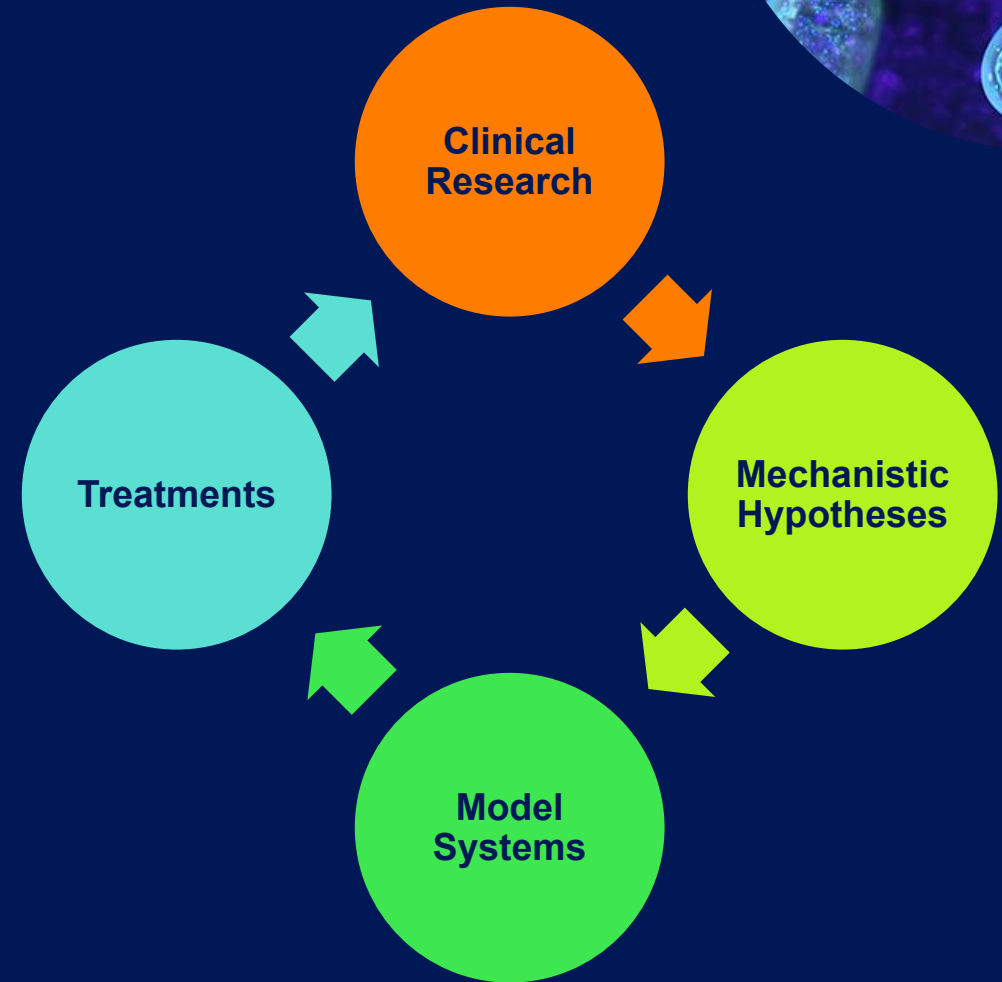 Clinical
Research
Mechanistic
Hypotheses
Model
Systems
Treatments